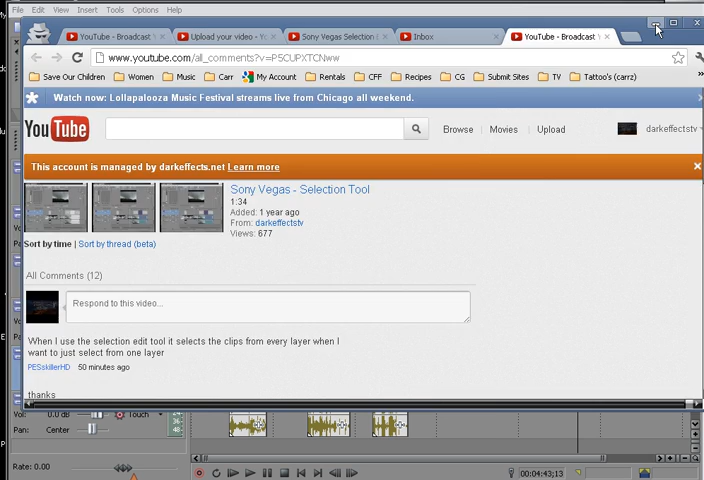 File Edit View Insert Tools Options Help
YouTube - Broadcast Y Upload your video - Yo Sony Vegas Selection E Inbox YouTube - Broadcast Y
www.youtube.com/all_comments?v=P5CUPXTCNww
Save Our Children Women Music Carr My Account Rentals CFF Recipes CG Submit Sites TV Tattoo's (carrz)
Watch now: Lollapalooza Music Festival streams live from Chicago all weekend.
YouTube Browse Movies Upload darkeffectstv
This account is managed by darkeffects.net Learn more
Sony Vegas - Selection Tool
1:34
Added: 1 year ago
From: darkeffectstv
Views: 677
Sort by time | Sort by thread (beta)
All Comments (12)
Respond to this video...
When I use the selection edit tool it selects the clips from every layer when I
want to just select from one layer
PESskillerHD 50 minutes ago
thanks
Vol: 0.0 dB Touch 24
36
Pan: Center 48
Rate: 0.00 00:04:43;13